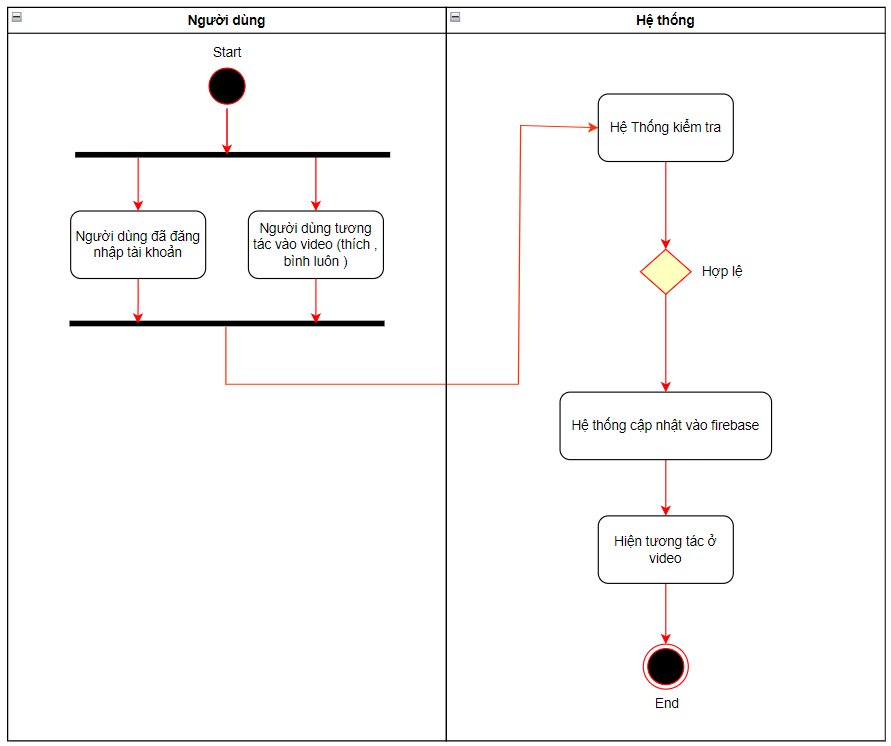 Người dùng
Hệ thống
Start
Người dùng đã đăng
nhập tài khoản
Người dùng tương
tác vào video (thích ,
bình luôn )
Hệ Thống kiểm tra
Hợp lệ
Hệ thống cập nhật vào firebase
Hiện tương tác ở
video
End